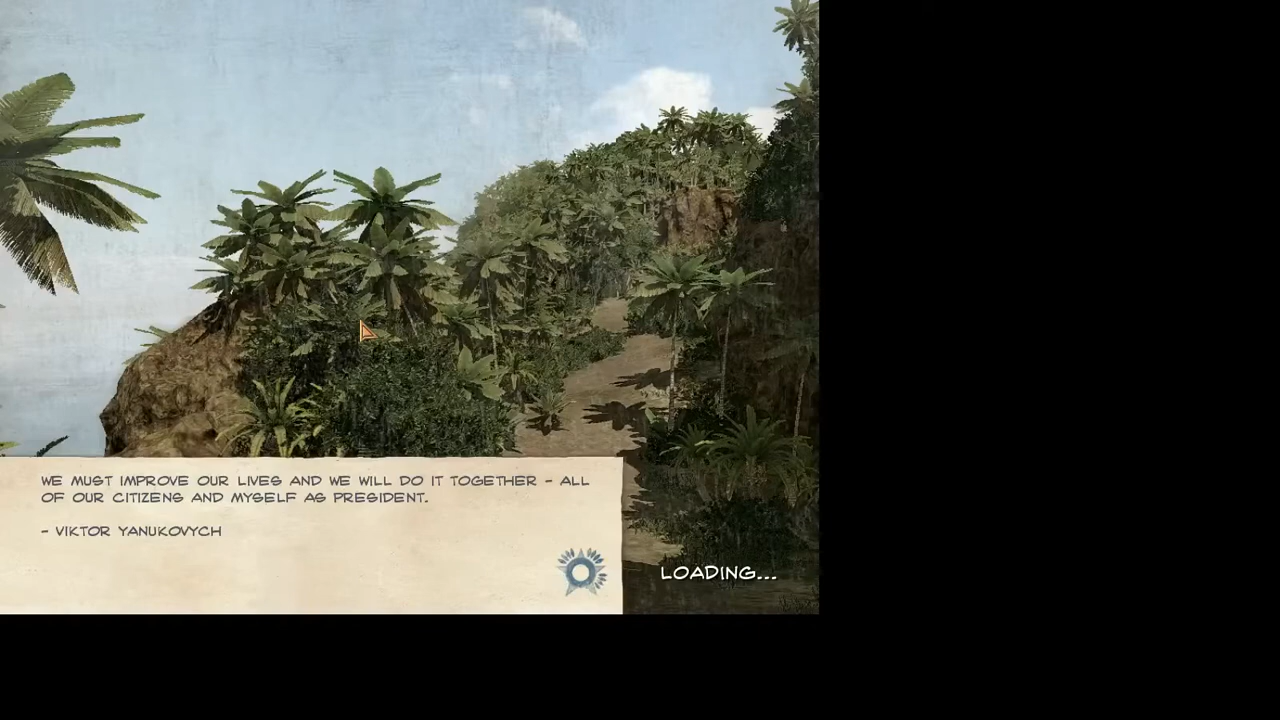 WE MUST IMPROVE OUR LIVES AND WE WILL DO IT TOGETHER - ALL
OF OUR CITIZENS AND MYSELF AS PRESIDENT.
- VIKTOR YANUKOVYCH
LOADING...